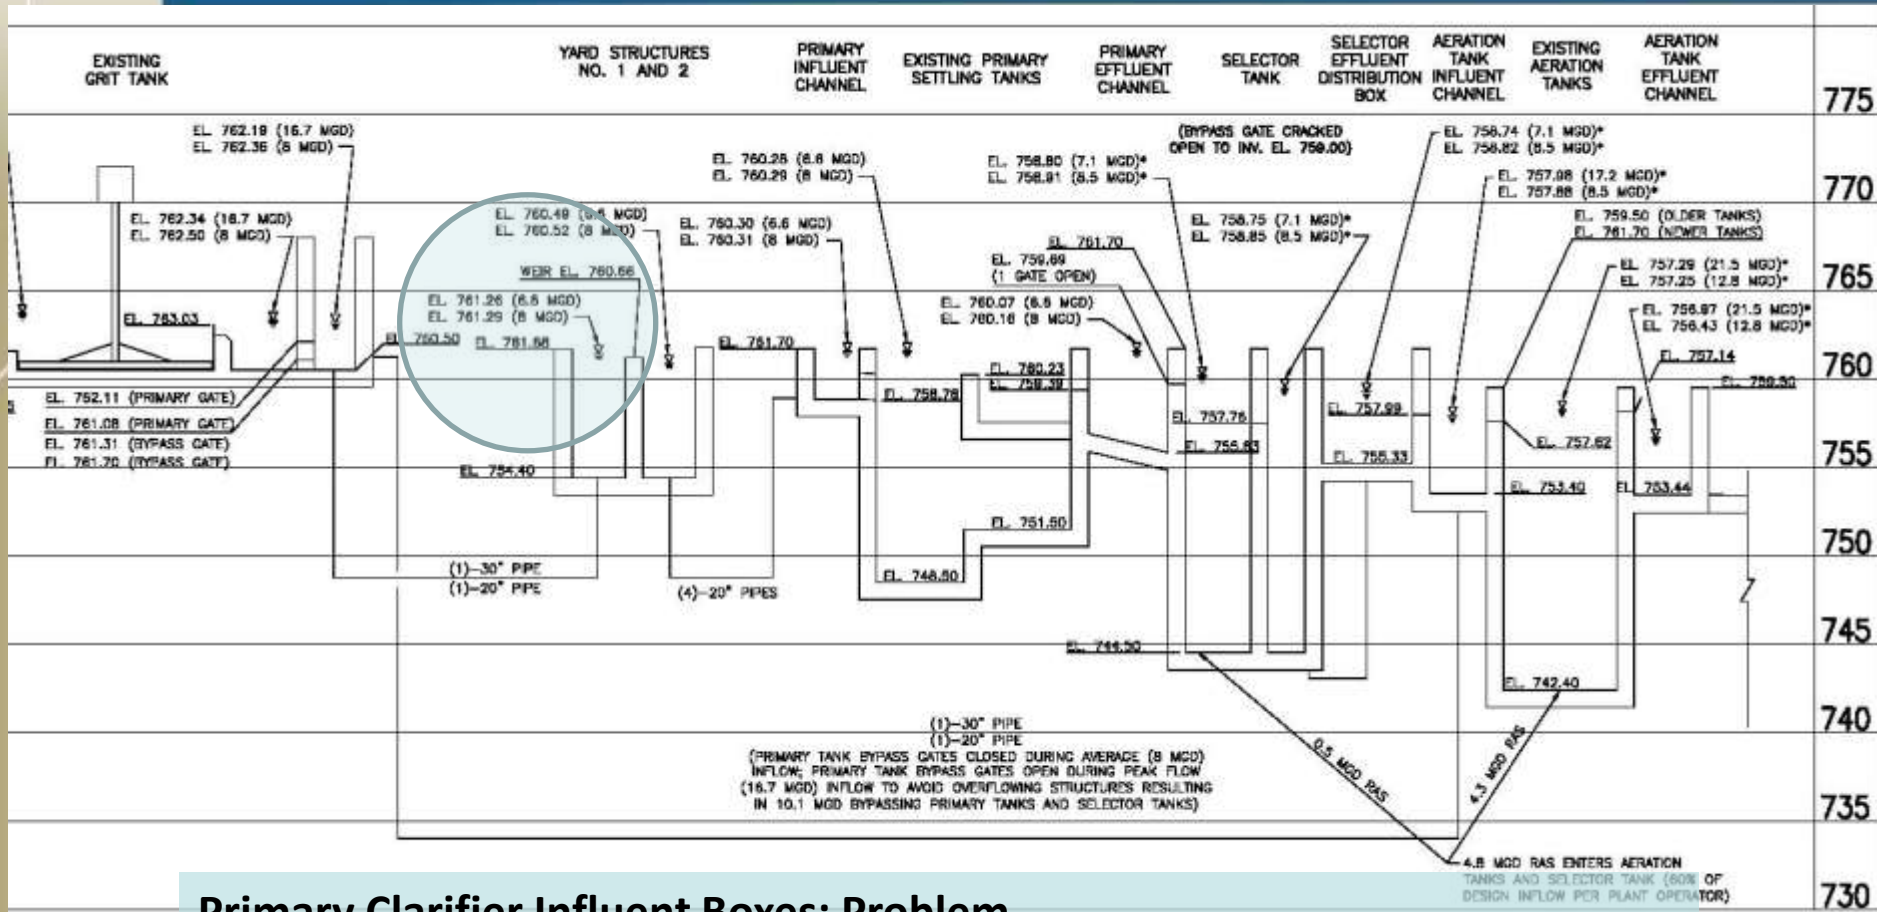 EXISTING
GRIT TANK
YARD STRUCTURES
NO. 1 AND 2
PRIMARY
INFLUENT
CHANNEL
EXISTING PRIMARY
SETTLING TANKS
PRIMARY
EFFLUENT
CHANNEL
SELECTOR
TANK
SELECTOR
EFFLUENT
DISTRIBUTION
BOX
AERATION
TANK
INFLUENT
CHANNEL
EXISTING
AERATION
TANKS
AERATION
TANK
EFFLUENT
CHANNEL
775
770
765
760
755
750
745
740
735
730
EL. 762.19 (16.7 MGD)
EL. 762.36 (8 MGD)
EL. 762.34 (16.7 MGD)
EL. 762.50 (8 MGD)
EL. 763.03
EL. 762.11 (PRIMARY GATE)
EL. 761.08 (PRIMARY GATE)
EL. 761.31 (BYPASS GATE)
EL. 761.70 (BYPASS GATE)
EL. 760.50
EL. 760.49 (6.6 MGD)
EL. 760.52 (8 MGD)
WEIR EL. 760.66
EL. 761.26 (6.6 MGD)
EL. 761.29 (8 MGD)
EL. 761.68
EL. 754.40
(1)-30" PIPE
(1)-20" PIPE
(4)-20" PIPES
EL. 760.30 (6.6 MGD)
EL. 760.31 (8 MGD)
EL. 761.70
EL. 760.28 (6.6 MGD)
EL. 760.29 (8 MGD)
EL. 758.78
EL. 748.50
EL. 760.23
EL. 759.39
EL. 751.50
EL. 760.07 (6.6 MGD)
EL. 760.16 (8 MGD)
EL. 759.69
(1 GATE OPEN)
EL. 761.70
EL. 758.80 (7.1 MGD)*
EL. 758.91 (8.5 MGD)*
(BYPASS GATE CRACKED
OPEN TO INV. EL. 759.00)
EL. 758.75 (7.1 MGD)*
EL. 758.85 (8.5 MGD)*
EL. 757.76
EL. 755.83
EL. 744.50
EL. 758.74 (7.1 MGD)*
EL. 758.82 (8.5 MGD)*
EL. 757.99
EL. 755.33
EL. 757.98 (17.2 MGD)*
EL. 757.88 (8.5 MGD)*
EL. 759.50 (OLDER TANKS)
EL. 761.70 (NEWER TANKS)
EL. 757.29 (21.5 MGD)*
EL. 757.25 (12.8 MGD)*
EL. 756.97 (21.5 MGD)*
EL. 756.43 (12.8 MGD)*
EL. 757.14
EL. 759.50
EL. 757.62
EL. 753.40
EL. 753.44
EL. 742.40
(1)-30" PIPE
(1)-20" PIPE
(PRIMARY TANK BYPASS GATES CLOSED DURING AVERAGE (8 MGD)
INFLOW; PRIMARY TANK BYPASS GATES OPEN DURING PEAK FLOW
(16.7 MGD) INFLOW TO AVOID OVERFLOWING STRUCTURES RESULTING
IN 10.1 MGD BYPASSING PRIMARY TANKS AND SELECTOR TANKS)
0.5 MGD RAS
4.3 MGD RAS
4.8 MGD RAS ENTERS AERATION
TANKS AND SELECTOR TANK (60% OF
DESIGN INFLOW PER PLANT OPERATOR)
Primary Clarifier Influent Boxes: Problem